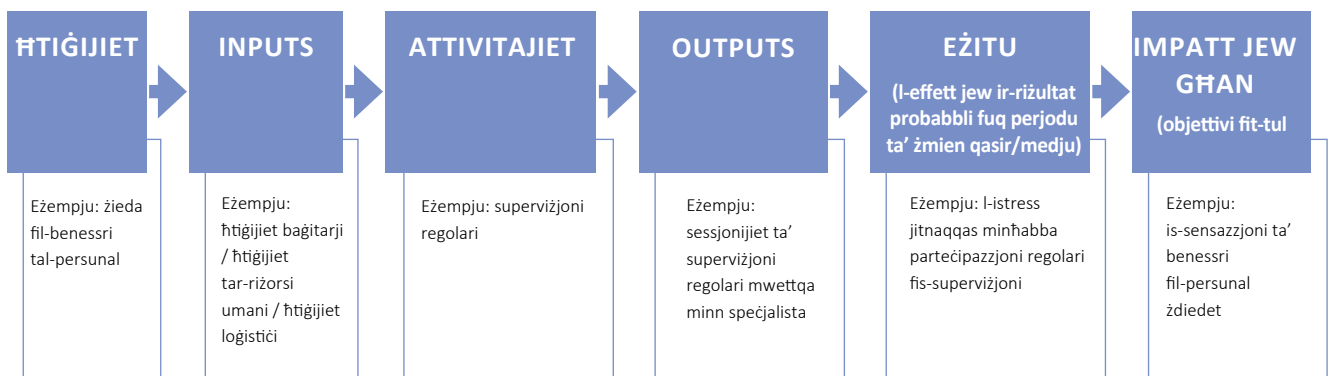 ĦTIĠIJIET
Eżempju: żieda
fil-benessri
tal-persunal
INPUTS
Eżempju:
ħtiġijiet baġitarji
/ ħtiġijiet
tar-riżorsi
umani / ħtiġijiet
loġistiċi
ATTIVITAJIET
Eżempju: superviżjoni
regolari
OUTPUTS
Eżempju:
sessjonijiet ta’
superviżjoni
regolari mwettqa
minn speċjalista
EŻITU
(l-effett jew ir-riżultat
probabbli fuq perjodu
ta’ żmien qasir/medju)
Eżempju: l-istress
jitnaqqas minħabba
parteċipazzjoni regolari
fis-superviżjoni
IMPATT JEW
GĦAN
(objettivi fit-tul
Eżempju:
is-sensazzjoni ta’
benessri
fil-persunal
żdiedet